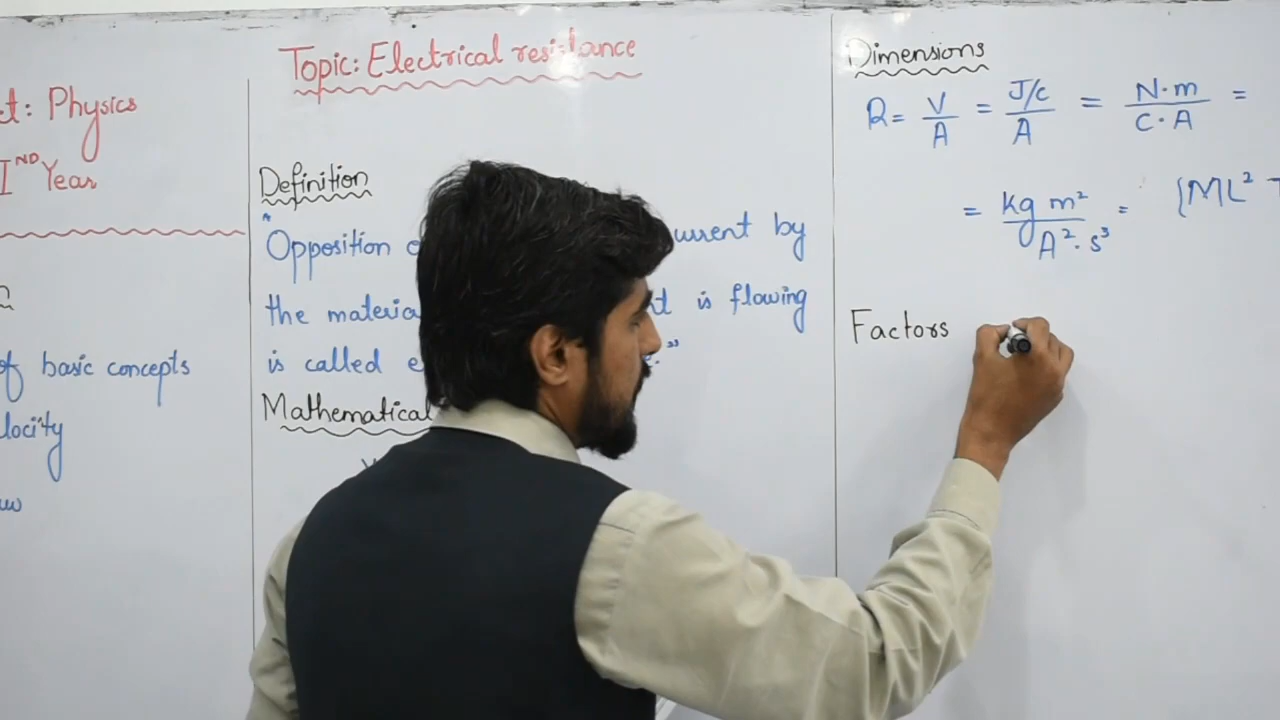 Topic: Electrical resistance
t: Physics
IND Year
of basic concepts
locity
Definition
"Opposition
urrent by
the materia
is flowing
is called e
."
Mathematical
V
Dimensions
R = V/A = J/C/A = N·m/C·A =
= kg m²/A²·s³ = [ML²
Factors